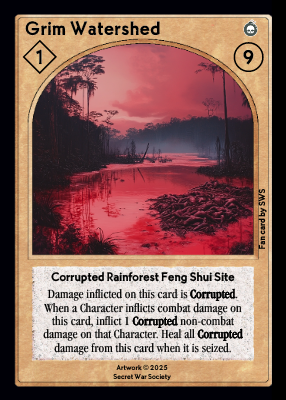 Grim Watershed
1
9
Fan card by SWS
Corrupted Rainforest Feng Shui Site
Damage inflicted on this card is Corrupted.
When a Character inflicts combat damage on
this card, inflict 1 Corrupted non-combat
damage on that Character. Heal all Corrupted
damage from this card when it is seized.
Artwork © 2025
Secret War Society